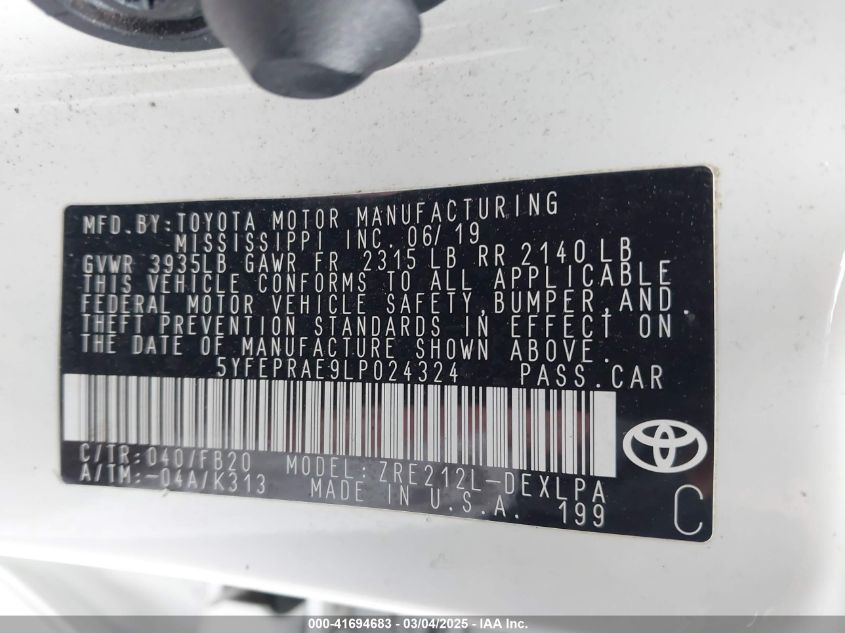 MFD.BY:TOYOTA MOTOR MANUFACTURING
MISSISSIPPI INC. 06/19
GVWR 3935LB GAWR FR 2315 LB RR 2140 LB
THIS VEHICLE CONFORMS TO ALL APPLICABLE
FEDERAL MOTOR VEHICLE SAFETY,BUMPER,AND.
THEFT PREVENTION STANDARDS IN EFFECT ON
THE DATE OF MANUFACTURE SHOWN ABOVE.
5YFEPRAE9LP024324 PASS.CAR
C/TR:040/FB20 MODEL:ZRE212L-DEXLPA
A/TM:-04A/K313 MADE IN U.S.A. 199
C
000-41694683 - 03/04/2025 - IAA Inc.